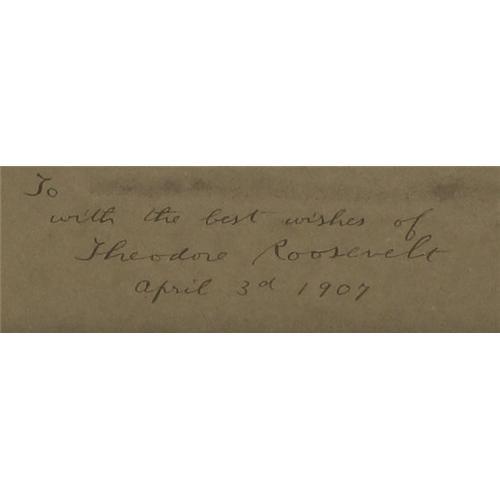 To
with the best wishes of
Theodore Roosevelt
April 3d 1907